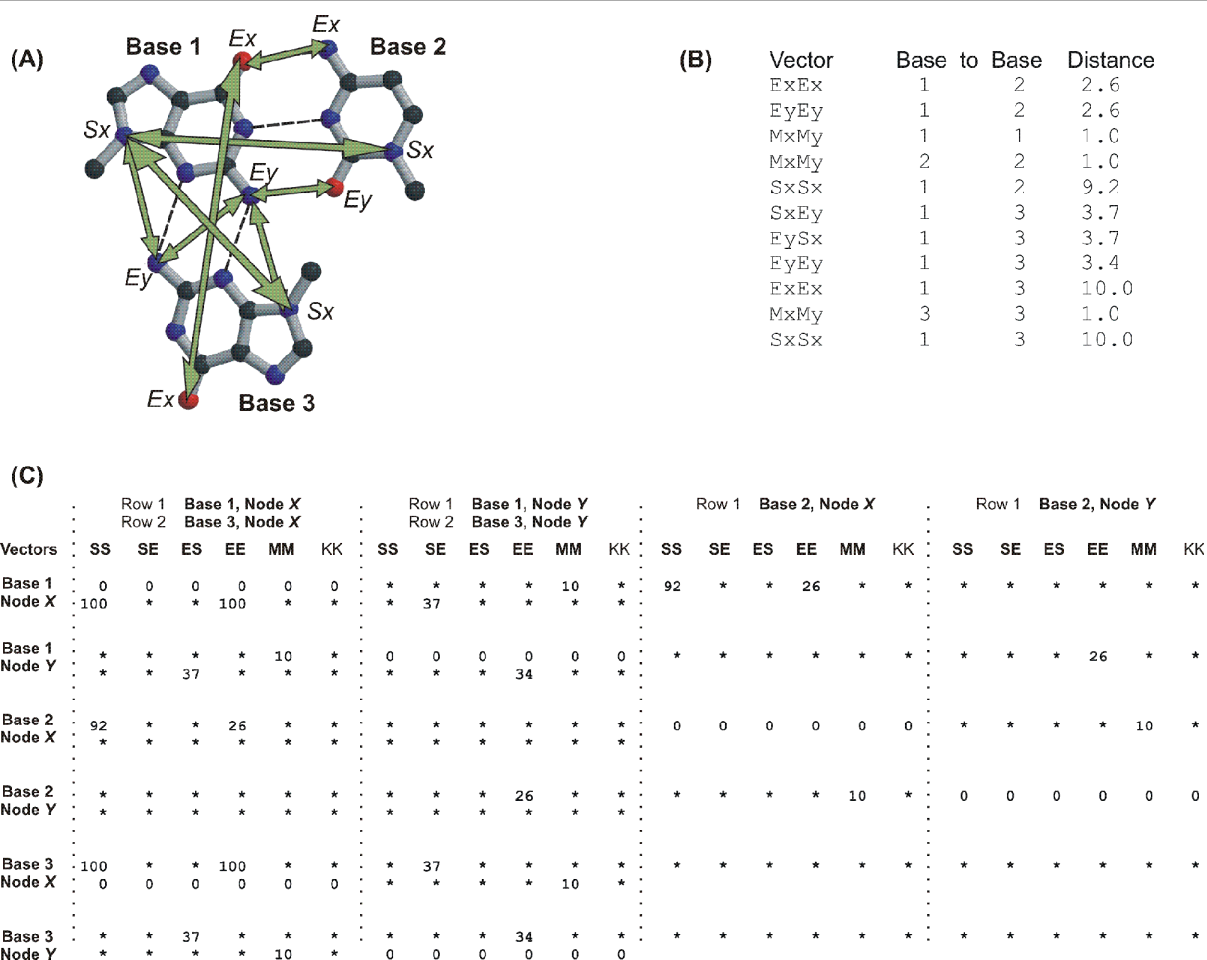 (A)
Base 1
Ex
Ex
Base 2
Sx
Sx
Ey
Ey
Ey
Sx
Ex
Base 3
(B)
Vector Base to Base Distance
ExEx 1 2 2.6
EyEy 1 2 2.6
MxMy 1 1 1.0
MxMy 2 2 1.0
SxSx 1 2 9.2
SxEy 1 3 3.7
EySx 1 3 3.7
EyEy 1 3 3.4
ExEx 1 3 10.0
MxMy 3 3 1.0
SxSx 1 3 10.0
(C)
Row 1 Base 1, Node X Row 1 Base 1, Node Y Row 1 Base 2, Node X Row 1 Base 2, Node Y
Row 2 Base 3, Node X Row 2 Base 3, Node Y
Vectors SS SE ES EE MM KK SS SE ES EE MM KK SS SE ES EE MM KK SS SE ES EE MM KK
Base 1 0 0 0 0 0 0 * * * * 10 * 92 * * 26 * * * * * * * *
Node X 100 * * 100 * * * 37 * * * *
Base 1 * * * * 10 * 0 0 0 0 0 0 * * * * * * * * * 26 * *
Node Y * * 37 * * * * * * 34 * *
Base 2 92 * * 26 * * * * * * * * 0 0 0 0 0 0 * * * * 10 *
Node X * * * * * * * * * * * *
Base 2 * * * * * * * * * 26 * * * * * * 10 * 0 0 0 0 0 0
Node Y * * * * * * * * * * * *
Base 3 100 * * 100 * * * 37 * * * * * * * * * * * * * * * *
Node X 0 0 0 0 0 0 * * * * 10 *
Base 3 * * 37 * * * * * * 34 * * * * * * * * * * * * * *
Node Y * * * * 10 * 0 0 0 0 0 0